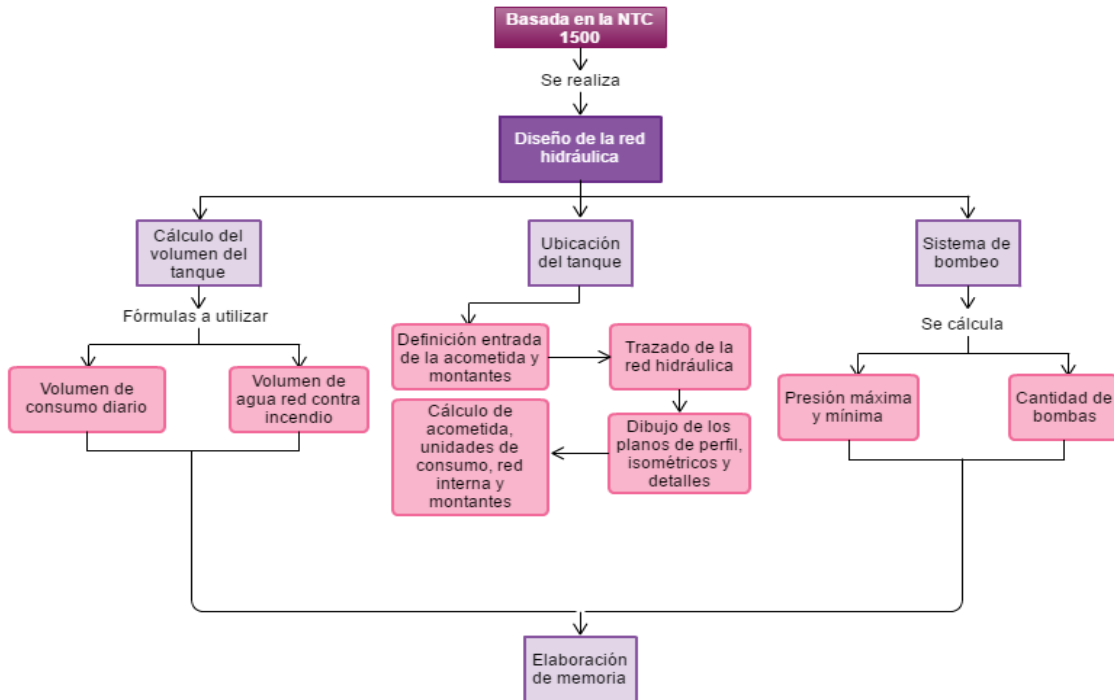 Basada en la NTC
1500
Se realiza
Diseño de la red
hidráulica
Cálculo del
volumen del
tanque
Fórmulas a utilizar
Volumen de
consumo diario
Volumen de
agua red contra
incendio
Ubicación
del tanque
Definición entrada
de la acometida y
montantes
Trazado de la
red hidráulica
Dibujo de los
planos de perfil,
isométricos y
detalles
Cálculo de
acometida,
unidades de
consumo, red
interna y
montantes
Sistema de
bombeo
Se cálcula
Presión máxima
y mínima
Cantidad de
bombas
Elaboración
de memoria